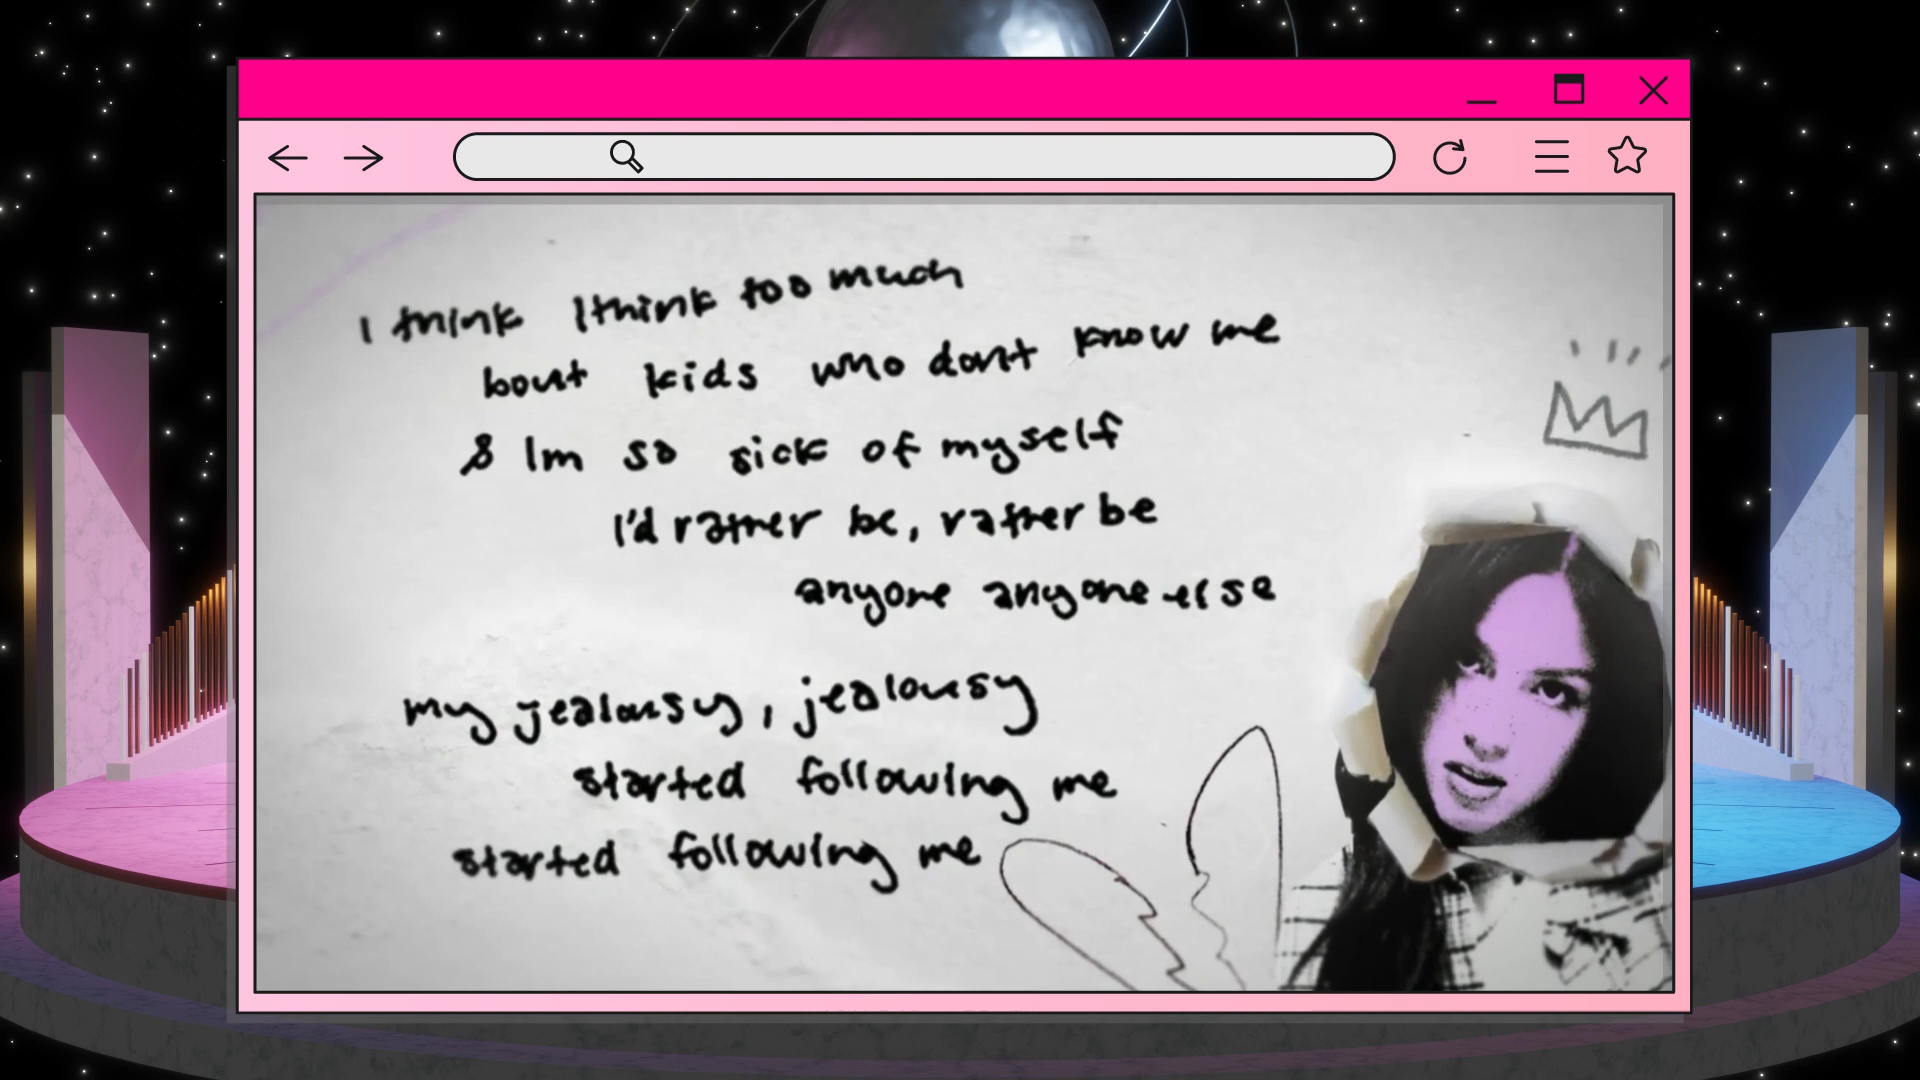 I think I think too much
bout kids who dont know me
& Im so sick of myself
I'd rather be, rather be
anyone anyone else
my jealousy, jealousy
started following me
started following me